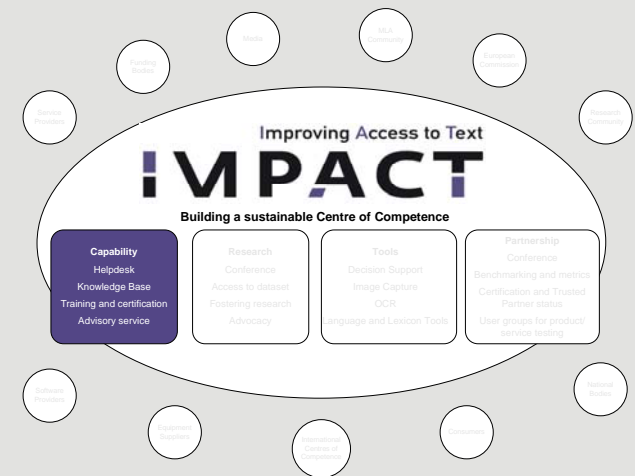 Media
MLA
Community
Funding
Bodies
European
Commission
Service
Providers
Research
Community
Improving Access to Text
IMPACT
Building a sustainable Centre of Competence
Capability
Helpdesk
Knowledge Base
Training and certification
Advisory service
Research
Conference
Access to dataset
Fostering research
Advocacy
Tools
Decision Support
Image Capture
OCR
Language and Lexicon Tools
Partnership
Conference
Benchmarking and metrics
Certification and Trusted
Partner status
User groups for product/
service testing
Software
Providers
National
Bodies
Equipment
Suppliers
International
Centres of
Competence
Consumers